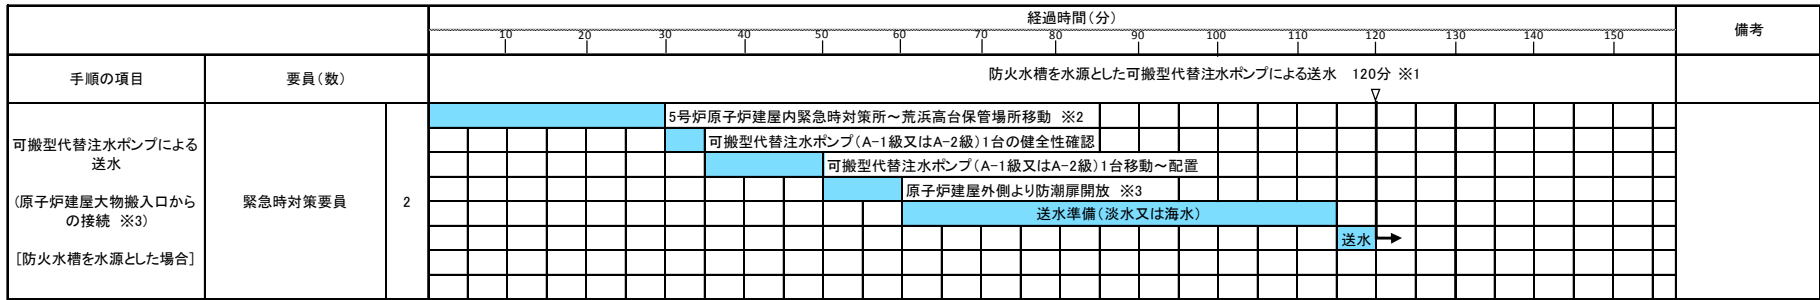 経過時間(分)
備考
10 20 30 40 50 60 70 80 90 100 110 120 130 140 150
手順の項目
要員(数)
防火水槽を水源とした可搬型代替注水ポンプによる送水 120分 ※1
可搬型代替注水ポンプによる
送水
(原子炉建屋大物搬入口から
の接続 ※3)
[防火水槽を水源とした場合]
緊急時対策要員
2
5号炉原子炉建屋内緊急時対策所~荒浜高台保管場所移動 ※2
可搬型代替注水ポンプ(A-1級又はA-2級)1台の健全性確認
可搬型代替注水ポンプ(A-1級又はA-2級)1台移動~配置
原子炉建屋外側より防潮扉開放 ※3
送水準備(淡水又は海水)
送水